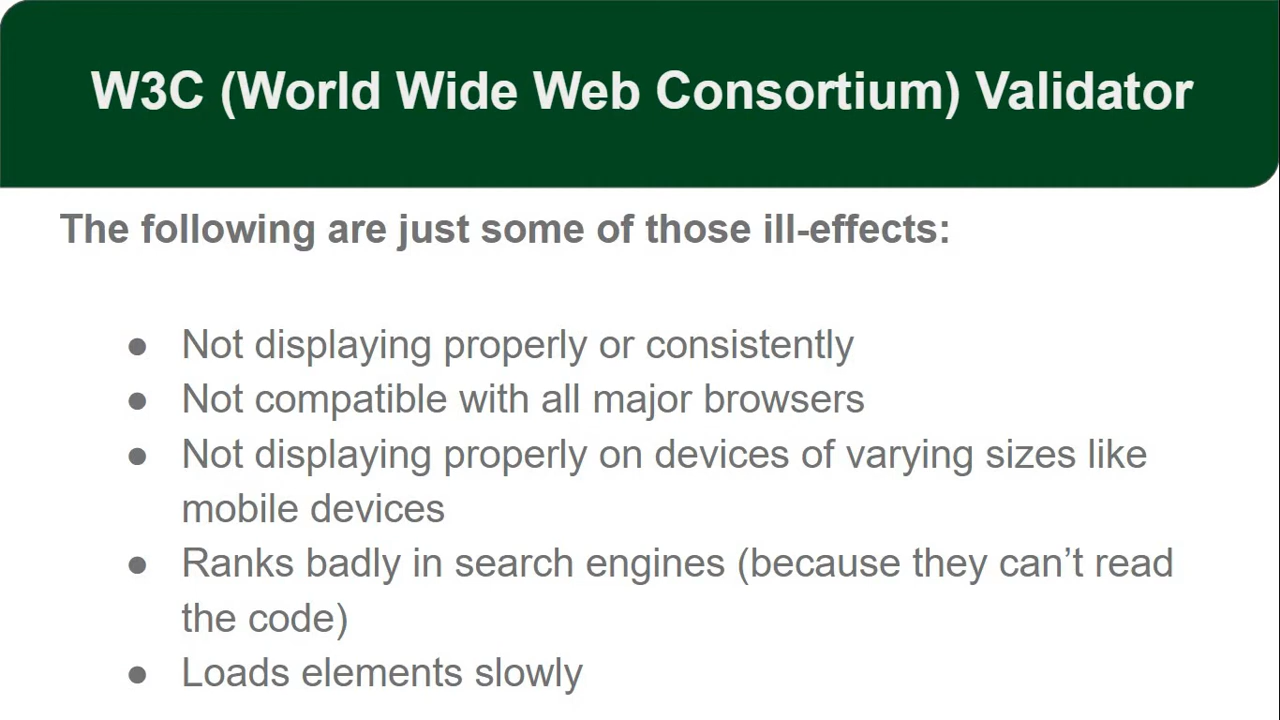 W3C (World Wide Web Consortium) Validator
The following are just some of those ill-effects:
● Not displaying properly or consistently
● Not compatible with all major browsers
● Not displaying properly on devices of varying sizes like
mobile devices
● Ranks badly in search engines (because they can’t read
the code)
● Loads elements slowly